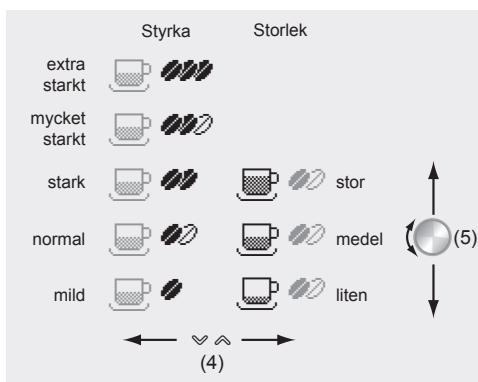 Styrka Storlek
extra
starkt
mycket
starkt
stark stor
normal medel (5)
mild liten
(4)